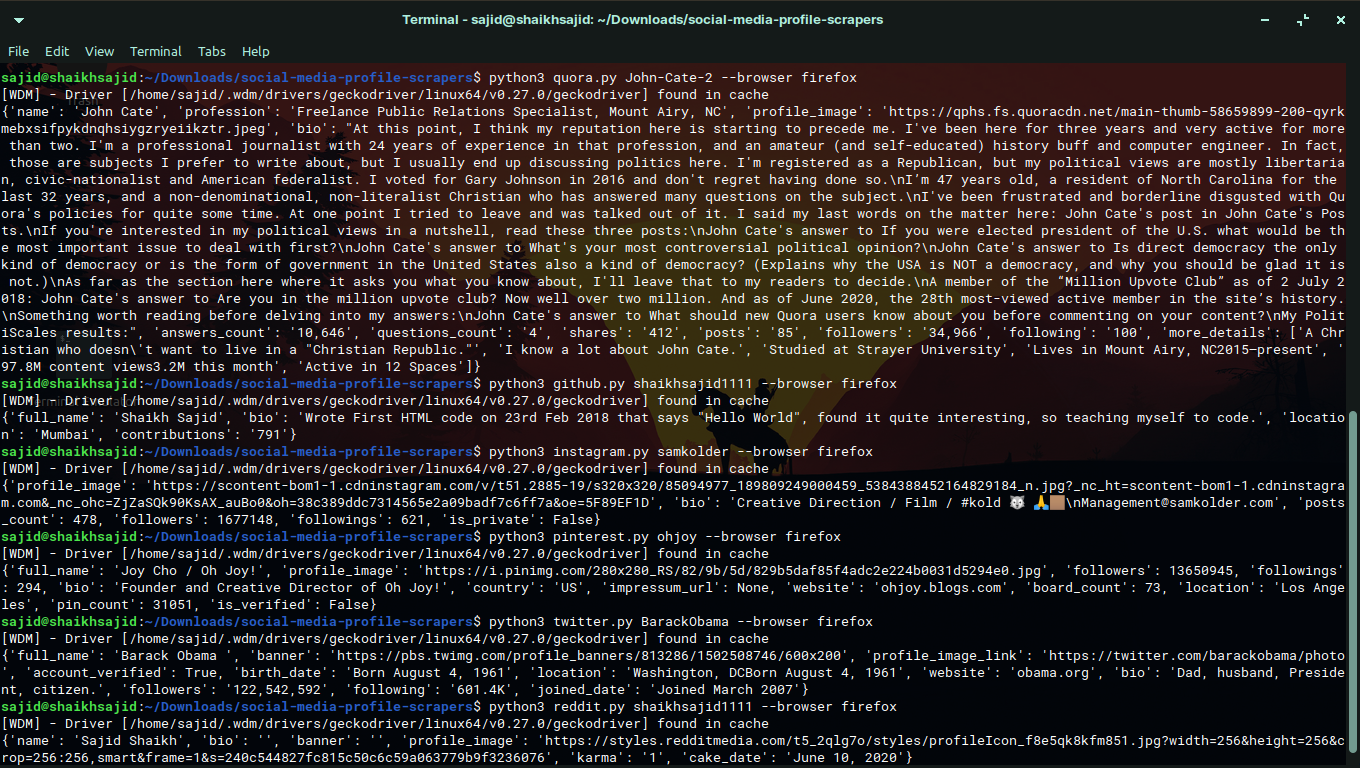 Terminal - sajid@shaikhsajid: ~/Downloads/social-media-profile-scrapers
File Edit View Terminal Tabs Help
sajid@shaikhsajid:~/Downloads/social-media-profile-scrapers$ python3 quora.py John-Cate-2 --browser firefox
[WDM] - Driver [/home/sajid/.wdm/drivers/geckodriver/linux64/v0.27.0/geckodriver] found in cache
{'name': 'John Cate', 'profession': 'Freelance Public Relations Specialist, Mount Airy, NC', 'profile_image': 'https://qphs.fs.quoracdn.net/main-thumb-58659899-200-qyrk
mebxsifpykdnqhsiygzryeiikztr.jpeg', 'bio': "At this point, I think my reputation here is starting to precede me. I've been here for three years and very active for more
than two. I'm a professional journalist with 24 years of experience in that profession, and an amateur (and self-educated) history buff and computer engineer. In fact,
those are subjects I prefer to write about, but I usually end up discussing politics here. I'm registered as a Republican, but my political views are mostly libertaria
n, civic-nationalist and American federalist. I voted for Gary Johnson in 2016 and don't regret having done so.\nI’m 47 years old, a resident of North Carolina for the
last 32 years, and a non-denominational, non-literalist Christian who has answered many questions on the subject.\nI've been frustrated and borderline disgusted with Qu
ora's policies for quite some time. At one point I tried to leave and was talked out of it. I said my last words on the matter here: John Cate's post in John Cate's Pos
ts.\nIf you're interested in my political views in a nutshell, read these three posts:\nJohn Cate's answer to If you were elected president of the U.S. what would be th
e most important issue to deal with first?\nJohn Cate's answer to What's your most controversial political opinion?\nJohn Cate's answer to Is direct democracy the only
kind of democracy or is the form of government in the United States also a kind of democracy? (Explains why the USA is NOT a democracy, and why you should be glad it is
not.)\nAs far as the section here where it asks you what you know about, I'll leave that to my readers to decide.\nA member of the “Million Upvote Club” as of 2 July 2
018: John Cate's answer to Are you in the million upvote club? Now well over two million. And as of June 2020, the 28th most-viewed active member in the site’s history.
\nSomething worth reading before delving into my answers:\nJohn Cate's answer to What should new Quora users know about you before commenting on your content?\nMy Polit
iScales results:", 'answers_count': '10,646', 'questions_count': '4', 'shares': '412', 'posts': '85', 'followers': '34,966', 'following': '100', 'more_details': ['A Chr
istian who doesn\'t want to live in a "Christian Republic."', 'I know a lot about John Cate.', 'Studied at Strayer University', 'Lives in Mount Airy, NC2015–present', '
97.8M content views3.2M this month', 'Active in 12 Spaces']}
sajid@shaikhsajid:~/Downloads/social-media-profile-scrapers$ python3 github.py shaikhsajid1111 --browser firefox
[WDM] - Driver [/home/sajid/.wdm/drivers/geckodriver/linux64/v0.27.0/geckodriver] found in cache
{'full_name': 'Shaikh Sajid', 'bio': 'Wrote First HTML code on 23rd Feb 2018 that says "Hello World", found it quite interesting, so teaching myself to code.', 'locatio
n': 'Mumbai', 'contributions': '791'}
sajid@shaikhsajid:~/Downloads/social-media-profile-scrapers$ python3 instagram.py samkolder --browser firefox
[WDM] - Driver [/home/sajid/.wdm/drivers/geckodriver/linux64/v0.27.0/geckodriver] found in cache
{'profile_image': 'https://scontent-bom1-1.cdninstagram.com/v/t51.2885-19/s320x320/85094977_189809249000459_5384388452164829184_n.jpg?_nc_ht=scontent-bom1-1.cdninstagra
m.com&_nc_ohc=ZjZaSQk90KsAX_auBo0&oh=38c389ddc7314565e2a09badf7c6ff7a&oe=5F89EF1D', 'bio': 'Creative Direction / Film / #kold 🐺 🙏🏽\nManagement@samkolder.com', 'posts
_count': 478, 'followers': 1677148, 'followings': 621, 'is_private': False}
sajid@shaikhsajid:~/Downloads/social-media-profile-scrapers$ python3 pinterest.py ohjoy --browser firefox
[WDM] - Driver [/home/sajid/.wdm/drivers/geckodriver/linux64/v0.27.0/geckodriver] found in cache
{'full_name': 'Joy Cho / Oh Joy!', 'profile_image': 'https://i.pinimg.com/280x280_RS/82/9b/5d/829b5daf85f4adc2e224b0031d5294e0.jpg', 'followers': 13650945, 'followings'
: 294, 'bio': 'Founder and Creative Director of Oh Joy!', 'country': 'US', 'impressum_url': None, 'website': 'ohjoy.blogs.com', 'board_count': 73, 'location': 'Los Ange
les', 'pin_count': 31051, 'is_verified': False}
sajid@shaikhsajid:~/Downloads/social-media-profile-scrapers$ python3 twitter.py BarackObama --browser firefox
[WDM] - Driver [/home/sajid/.wdm/drivers/geckodriver/linux64/v0.27.0/geckodriver] found in cache
{'full_name': 'Barack Obama ', 'banner': 'https://pbs.twimg.com/profile_banners/813286/1502508746/600x200', 'profile_image_link': 'https://twitter.com/barackobama/photo
', 'account_verified': True, 'birth_date': 'Born August 4, 1961', 'location': 'Washington, DCBorn August 4, 1961', 'website': 'obama.org', 'bio': 'Dad, husband, Preside
nt, citizen.', 'followers': '122,542,592', 'following': '601.4K', 'joined_date': 'Joined March 2007'}
sajid@shaikhsajid:~/Downloads/social-media-profile-scrapers$ python3 reddit.py shaikhsajid1111 --browser firefox
[WDM] - Driver [/home/sajid/.wdm/drivers/geckodriver/linux64/v0.27.0/geckodriver] found in cache
{'name': 'Sajid Shaikh', 'bio': '', 'banner': '', 'profile_image': 'https://styles.redditmedia.com/t5_2qlg7o/styles/profileIcon_f8e5qk8kfm851.jpg?width=256&height=256&c
rop=256:256,smart&frame=1&s=240c544827fc815c50c6c59a063779b9f3236076', 'karma': '1', 'cake_date': 'June 10, 2020'}